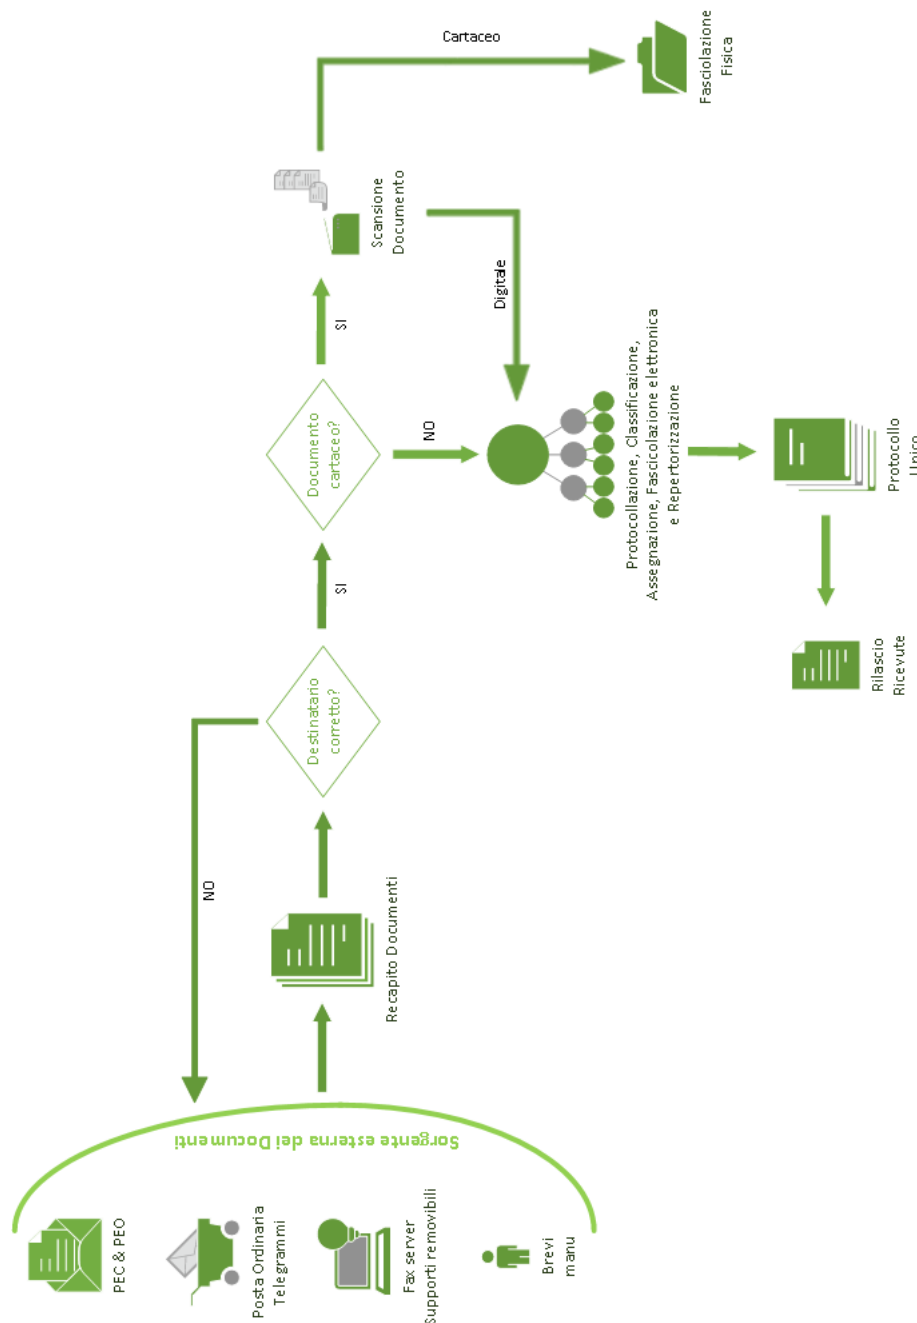 PEC & PEO
Posta Ordinaria
Telegrammi
Fax server
Supporti removibili
Brevi
manu
Sorgente esterna dei Documenti
Recapito Documenti
NO
Destinatario
corretto?
SI
Documento
cartaceo?
SI
NO
Scansione
Documento
Cartaceo
Digitale
Fasciolazione
Fisica
Protocollazione, Classificazione,
Assegnazione, Fascicolazione elettronica
e Repertorizzazione
Protocollo
Unico
Rilascio
Ricevute